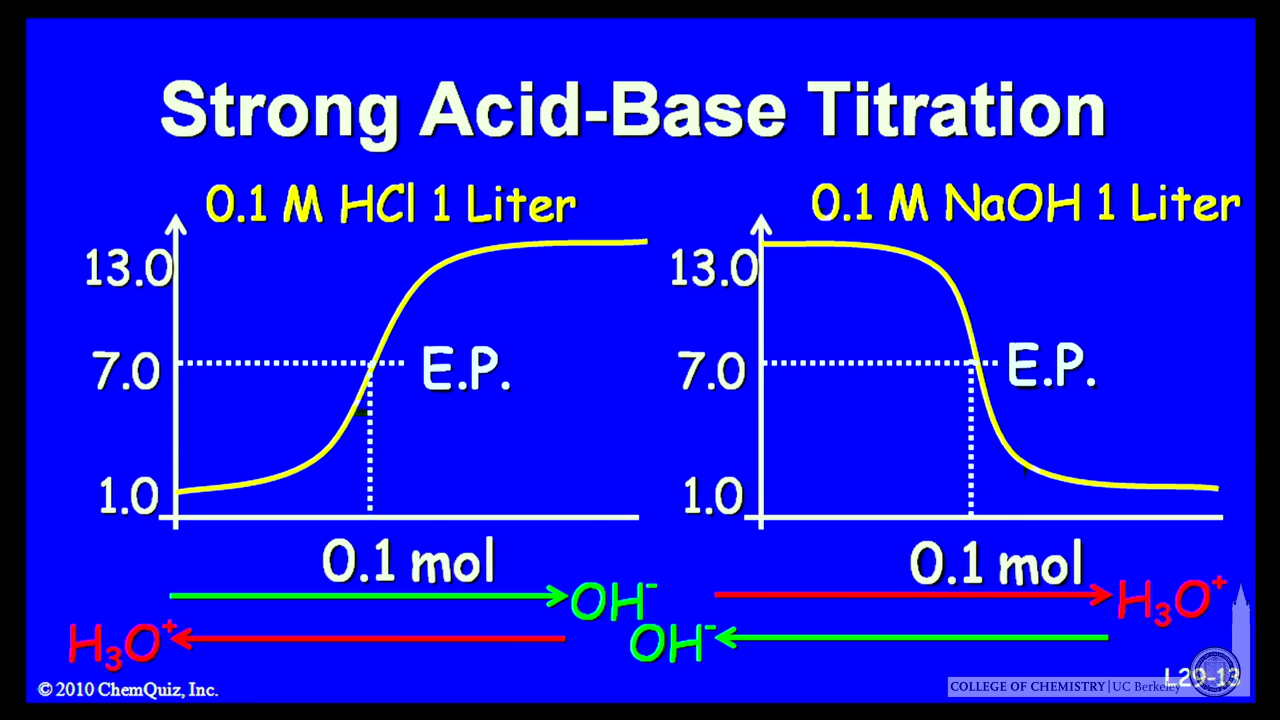 Strong Acid-Base Titration
0.1 M HCl 1 Liter
13.0
7.0
E.P.
1.0
0.1 mol
OH⁻
H₃O⁺
0.1 M NaOH 1 Liter
13.0
7.0
E.P.
1.0
0.1 mol
H₃O⁺
OH⁻
© 2010 ChemQuiz, Inc.
L29-13
COLLEGE OF CHEMISTRY | UC Berkeley